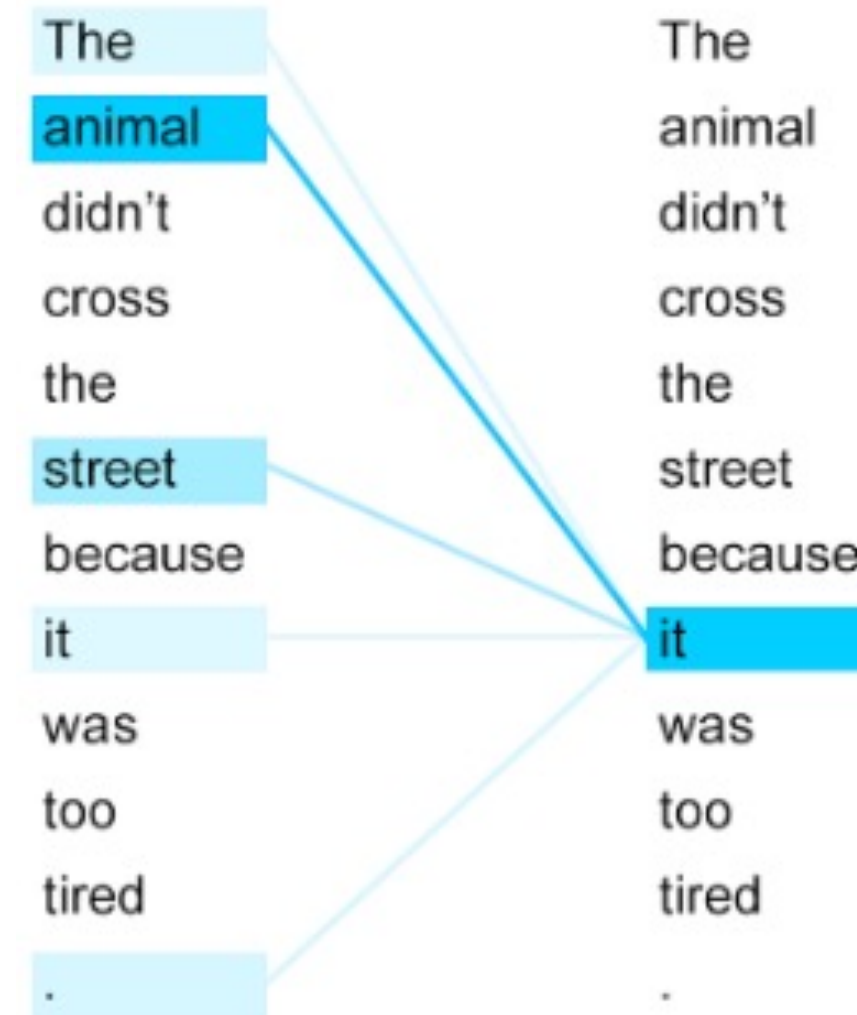 The The
animal animal
didn’t didn’t
cross cross
the the
street street
because because
it it
was was
too too
tired tired
. .